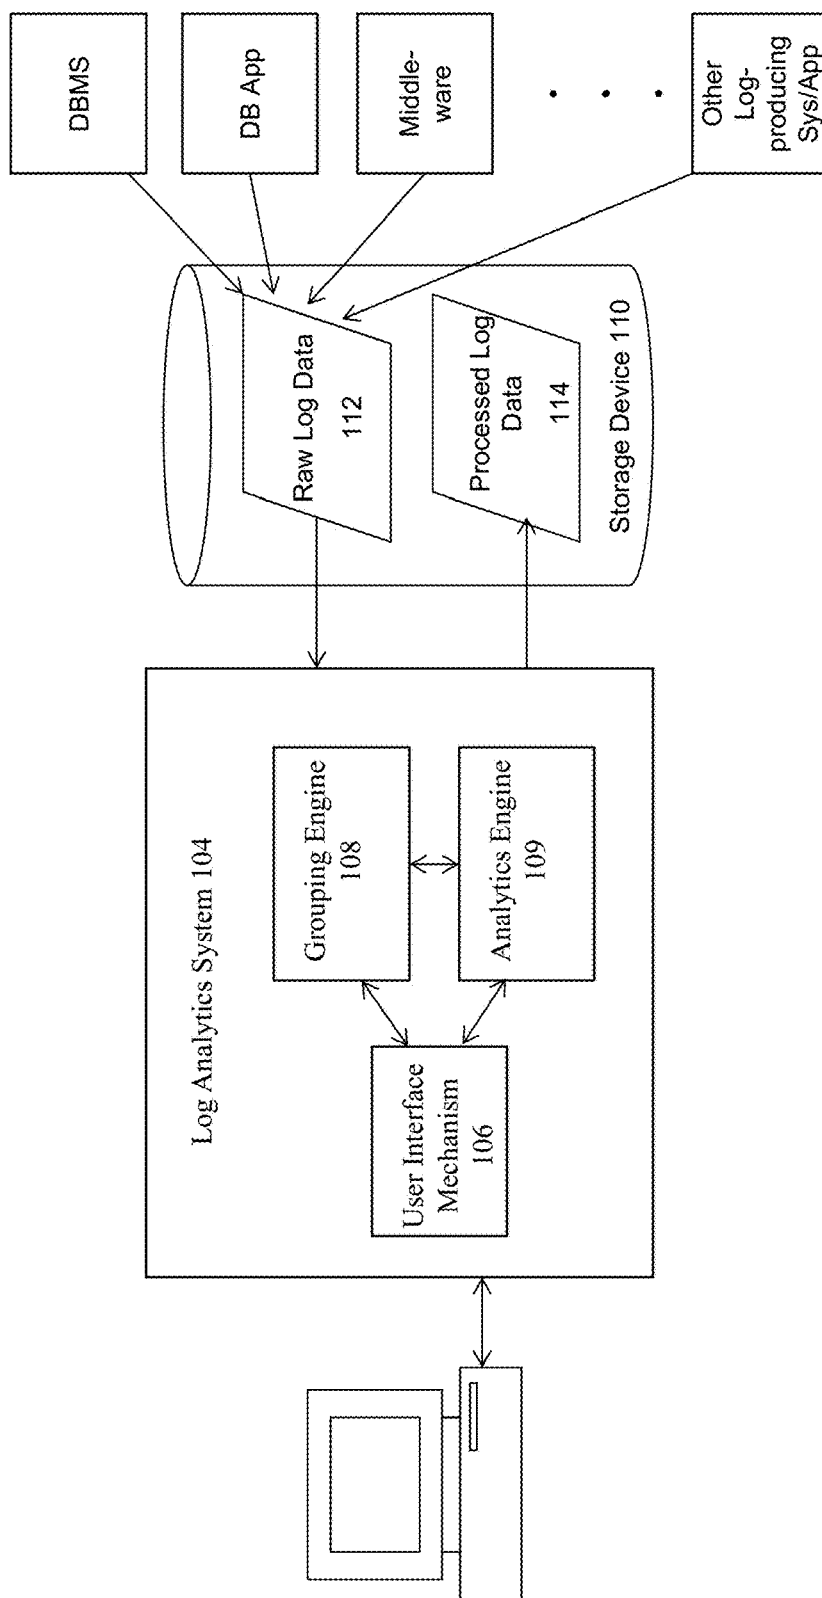 DBMS
DB App
Middle-
ware
Other
Log-
producing
Sys/App
Raw Log Data
112
Processed Log
Data
114
Storage Device 110
Log Analytics System 104
Grouping Engine
108
Analytics Engine
109
User Interface
Mechanism
106